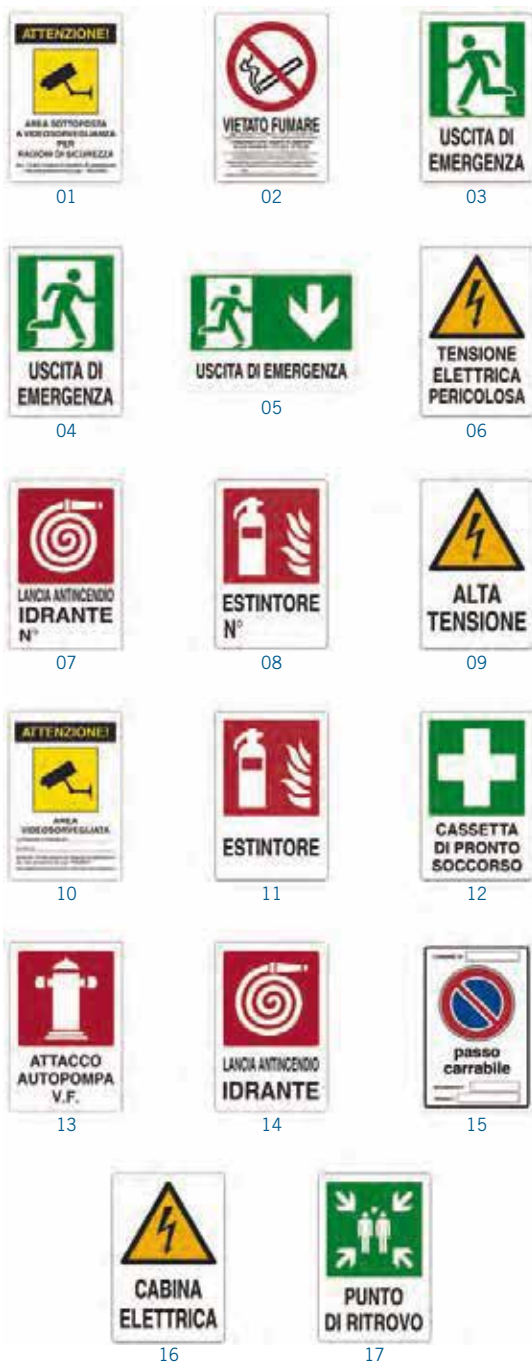 ATTENZIONE!
AREA SOTTOPOSTA
A VIDEOSORVEGLIANZA
PER
RAGIONI DI SICUREZZA
01
VIETATO FUMARE
02
USCITA DI
EMERGENZA
03
USCITA DI
EMERGENZA
04
USCITA DI EMERGENZA
05
TENSIONE
ELETTRICA
PERICOLOSA
06
LANCIA ANTINCENDIO
IDRANTE
N°
07
ESTINTORE
N°
08
ALTA
TENSIONE
09
ATTENZIONE!
AREA
VIDEOSORVEGLIATA
10
ESTINTORE
11
CASSETTA
DI PRONTO
SOCCORSO
12
ATTACCO
AUTOPOMPA
V.F.
13
LANCIA ANTINCENDIO
IDRANTE
14
passo
carrabile
15
CABINA
ELETTRICA
16
PUNTO
DI RITROVO
17